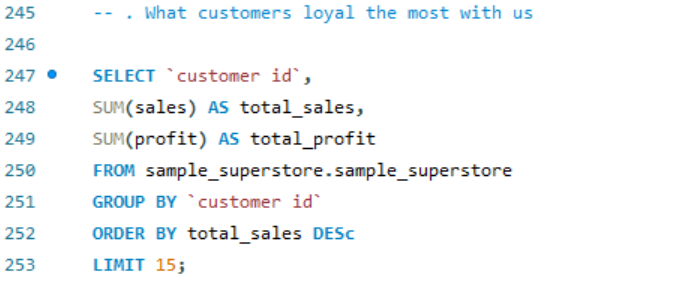 245 -- . What customers loyal the most with us
246
247 SELECT `customer id`,
248 SUM(sales) AS total_sales,
249 SUM(profit) AS total_profit
250 FROM sample_superstore.sample_superstore
251 GROUP BY `customer id`
252 ORDER BY total_sales DESc
253 LIMIT 15;